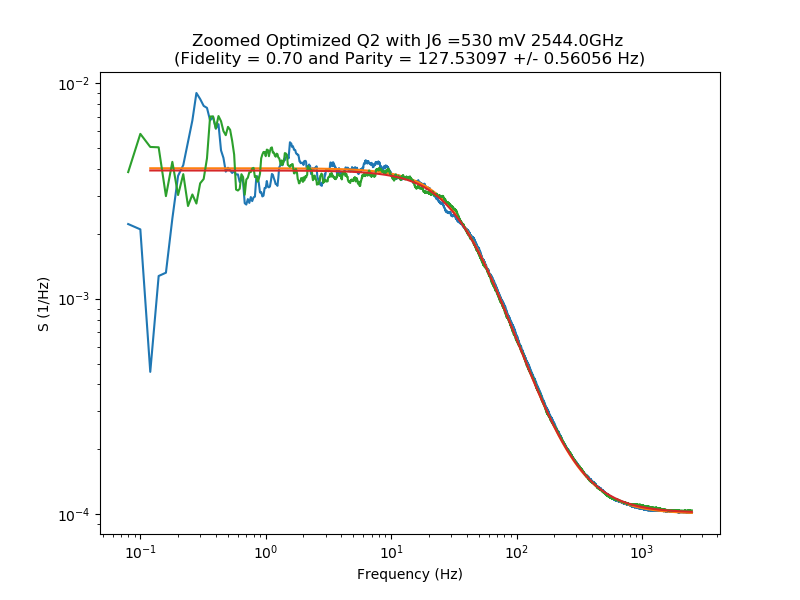 Zoomed Optimized Q2 with J6 =530 mV 2544.0GHz
(Fidelity = 0.70 and Parity = 127.53097 +/- 0.56056 Hz)
10⁻²
10⁻³
10⁻⁴
S (1/Hz)
10⁻¹ 10⁰ 10¹ 10² 10³
Frequency (Hz)